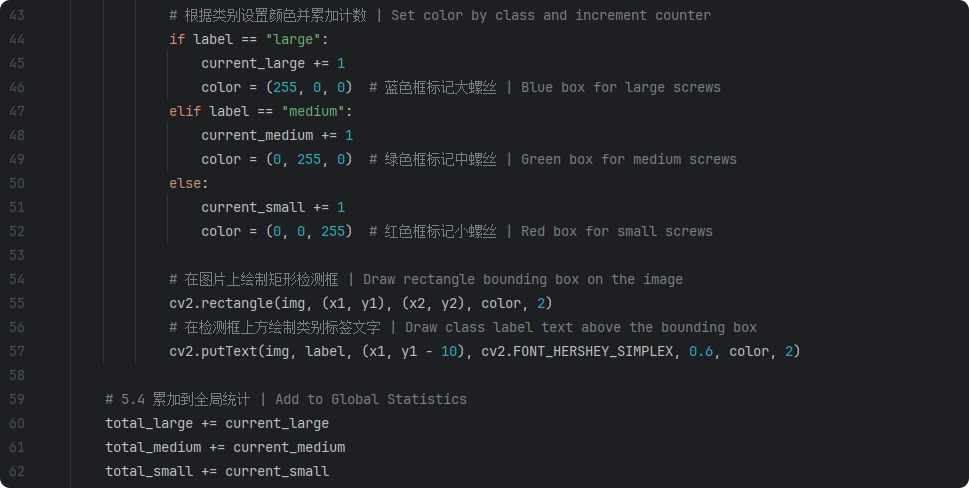 43 # 根据类别设置颜色并累加计数 | Set color by class and increment counter
44 if label == "large":
45 current_large += 1
46 color = (255, 0, 0)  # 蓝色框标记大螺丝 | Blue box for large screws
47 elif label == "medium":
48 current_medium += 1
49 color = (0, 255, 0)  # 绿色框标记中螺丝 | Green box for medium screws
50 else:
51 current_small += 1
52 color = (0, 0, 255)  # 红色框标记小螺丝 | Red box for small screws
53
54 # 在图片上绘制矩形检测框 | Draw rectangle bounding box on the image
55 cv2.rectangle(img, (x1, y1), (x2, y2), color, 2)
56 # 在检测框上方绘制类别标签文字 | Draw class label text above the bounding box
57 cv2.putText(img, label, (x1, y1 - 10), cv2.FONT_HERSHEY_SIMPLEX, 0.6, color, 2)
58
59 # 5.4 累加到全局统计 | Add to Global Statistics
60 total_large += current_large
61 total_medium += current_medium
62 total_small += current_small